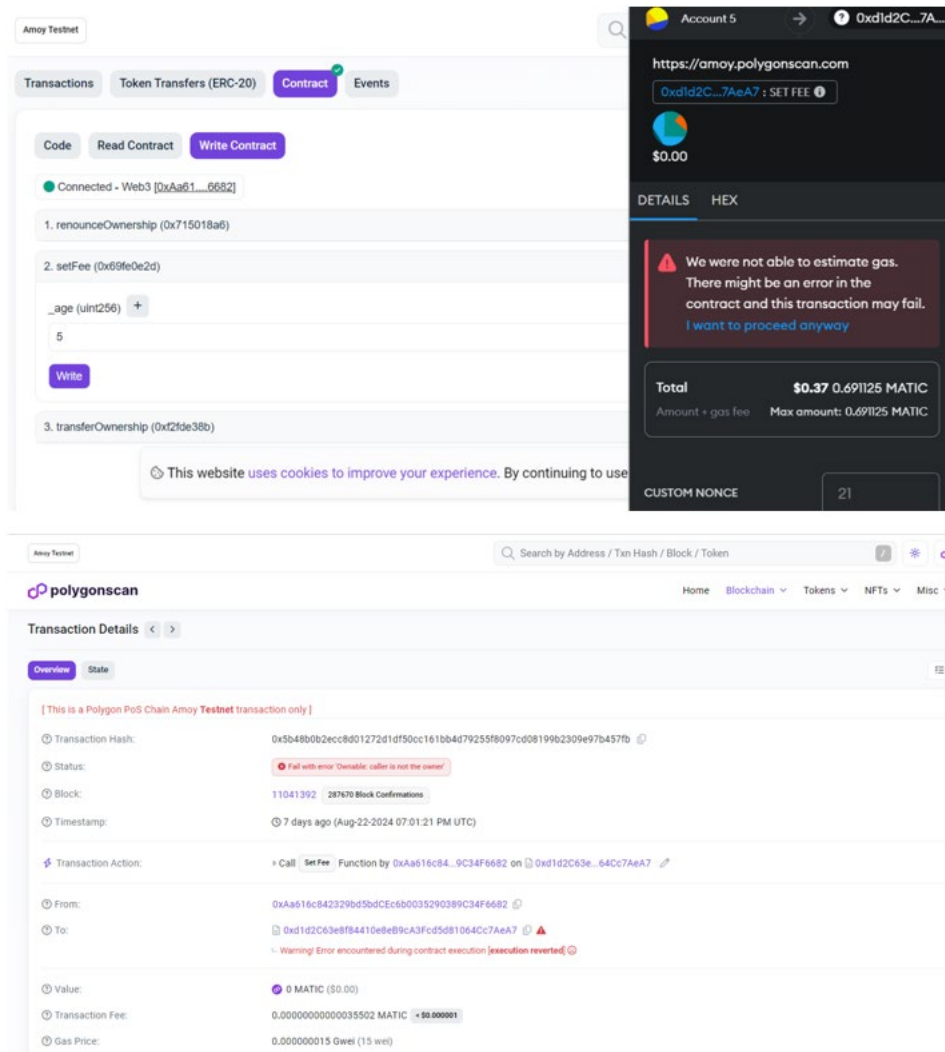 Amoy Testnet
Transactions Token Transfers (ERC-20) Contract Events
Code Read Contract Write Contract
Connected - Web3 [0xAa61....6682]
1. renounceOwnership (0x715018a6)
2. setFee (0x69fe0e2d)
_age (uint256) +
5
Write
3. transferOwnership (0xf2fde38b)
This website uses cookies to improve your experience. By continuing to use
Account 5 0xd1d2C...7A...
https://amoy.polygonscan.com
0xd1d2C...7AeA7 : SET FEE
$0.00
DETAILS HEX
We were not able to estimate gas.
There might be an error in the
contract and this transaction may fail.
I want to proceed anyway
Total $0.37 0.691125 MATIC
Amount + gas fee Max amount: 0.691125 MATIC
CUSTOM NONCE 21
Amoy Testnet Search by Address / Txn Hash / Block / Token /
polygonscan Home Blockchain Tokens NFTs Misc
Transaction Details < >
Overview State
[ This is a Polygon PoS Chain Amoy Testnet transaction only ]
Transaction Hash: 0x5b48b0b2ecc8d01272d1df50cc161bb4d79255f8097cd08199b2309e97b457fb
Status: Fail with error 'Ownable: caller is not the owner'
Block: 11041392 287670 Block Confirmations
Timestamp: 7 days ago (Aug-22-2024 07:01:21 PM UTC)
Transaction Action: Call Set Fee Function by 0xAa616c84...9C34F6682 on 0xd1d2C63e...64Cc7AeA7
From: 0xAa616c842329bd5bdCEc6b0035290389C34F6682
To: 0xd1d2C63e8f84410e8eB9cA3Fcd5d81064Cc7AeA7
Warning! Error encountered during contract execution [execution reverted]
Value: 0 MATIC ($0.00)
Transaction Fee: 0.00000000000035502 MATIC < $0.000001
Gas Price: 0.000000015 Gwei (15 wei)